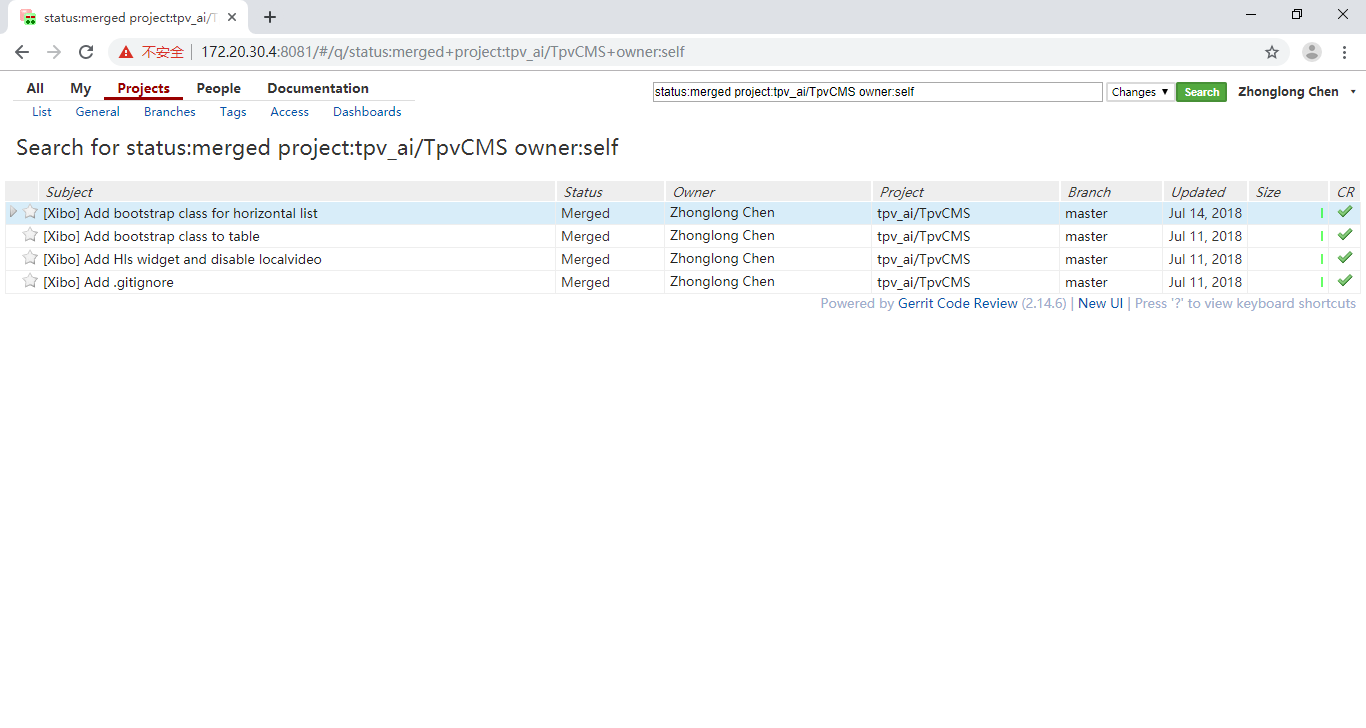 status:merged project:tpv_ai/T
不安全 172.20.30.4:8081/#/q/status:merged+project:tpv_ai/TpvCMS+owner:self
All My Projects People Documentation
status:merged project:tpv_ai/TpvCMS owner:self Changes Search Zhonglong Chen
List General Branches Tags Access Dashboards
Search for status:merged project:tpv_ai/TpvCMS owner:self
Subject Status Owner Project Branch Updated Size CR
[Xibo] Add bootstrap class for horizontal list Merged Zhonglong Chen tpv_ai/TpvCMS master Jul 14, 2018
[Xibo] Add bootstrap class to table Merged Zhonglong Chen tpv_ai/TpvCMS master Jul 11, 2018
[Xibo] Add Hls widget and disable localvideo Merged Zhonglong Chen tpv_ai/TpvCMS master Jul 11, 2018
[Xibo] Add .gitignore Merged Zhonglong Chen tpv_ai/TpvCMS master Jul 11, 2018
Powered by Gerrit Code Review (2.14.6) | New UI | Press '?' to view keyboard shortcuts